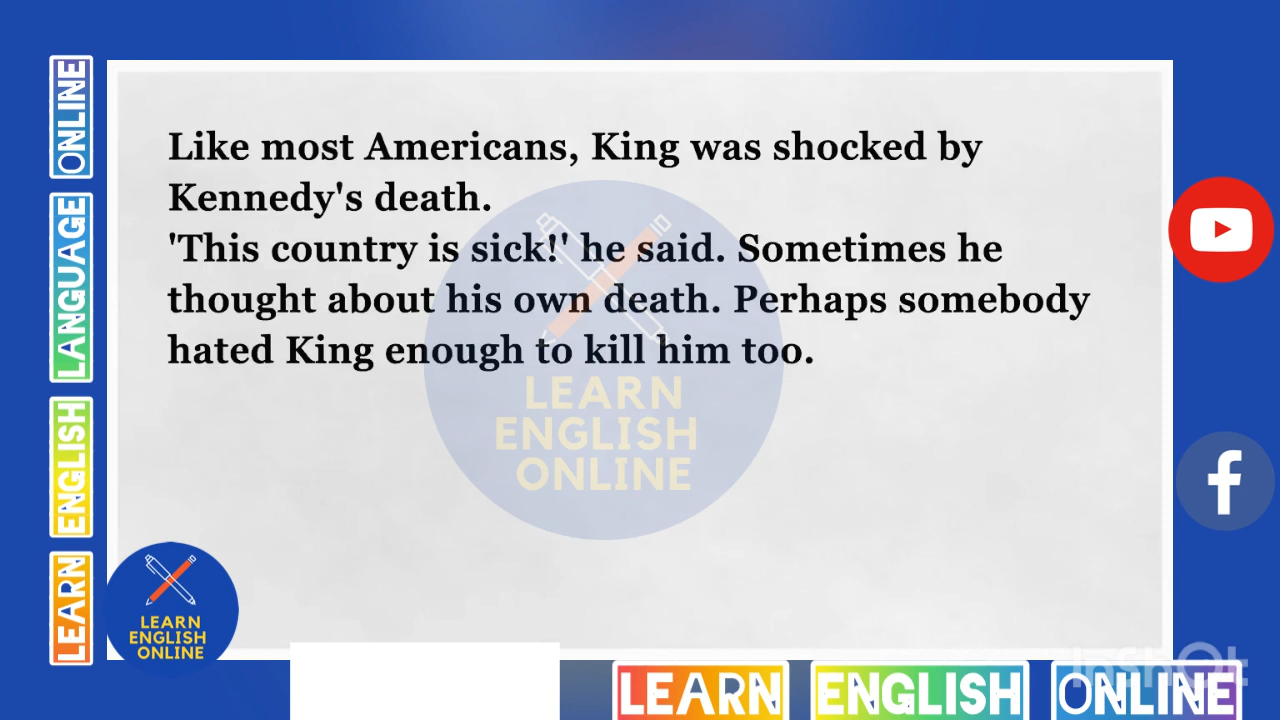 Like most Americans, King was shocked by
Kennedy's death.
'This country is sick!' he said. Sometimes he
thought about his own death. Perhaps somebody
hated King enough to kill him too.
LEARN
ENGLISH
ONLINE
LEARN ENGLISH LANGUAGE ONLINE
LEARN
ENGLISH
ONLINE
LEARN ENGLISH ONLINE
InShOt